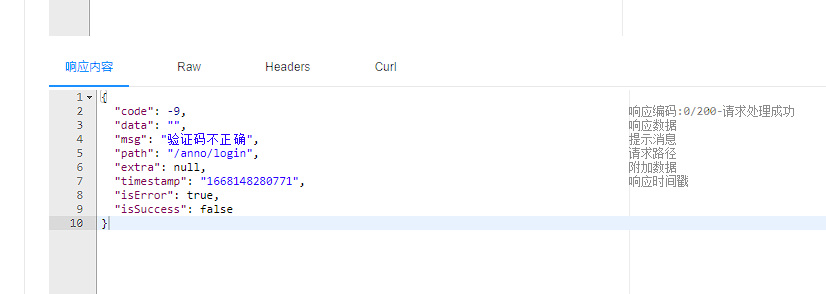 响应内容 Raw Headers Curl
1 {
2 "code": -9, 响应编码:0/200-请求处理成功
3 "data": "", 响应数据
4 "msg": "验证码不正确", 提示消息
5 "path": "/anno/login", 请求路径
6 "extra": null, 附加数据
7 "timestamp": "1668148280771", 响应时间戳
8 "isError": true,
9 "isSuccess": false
10 }